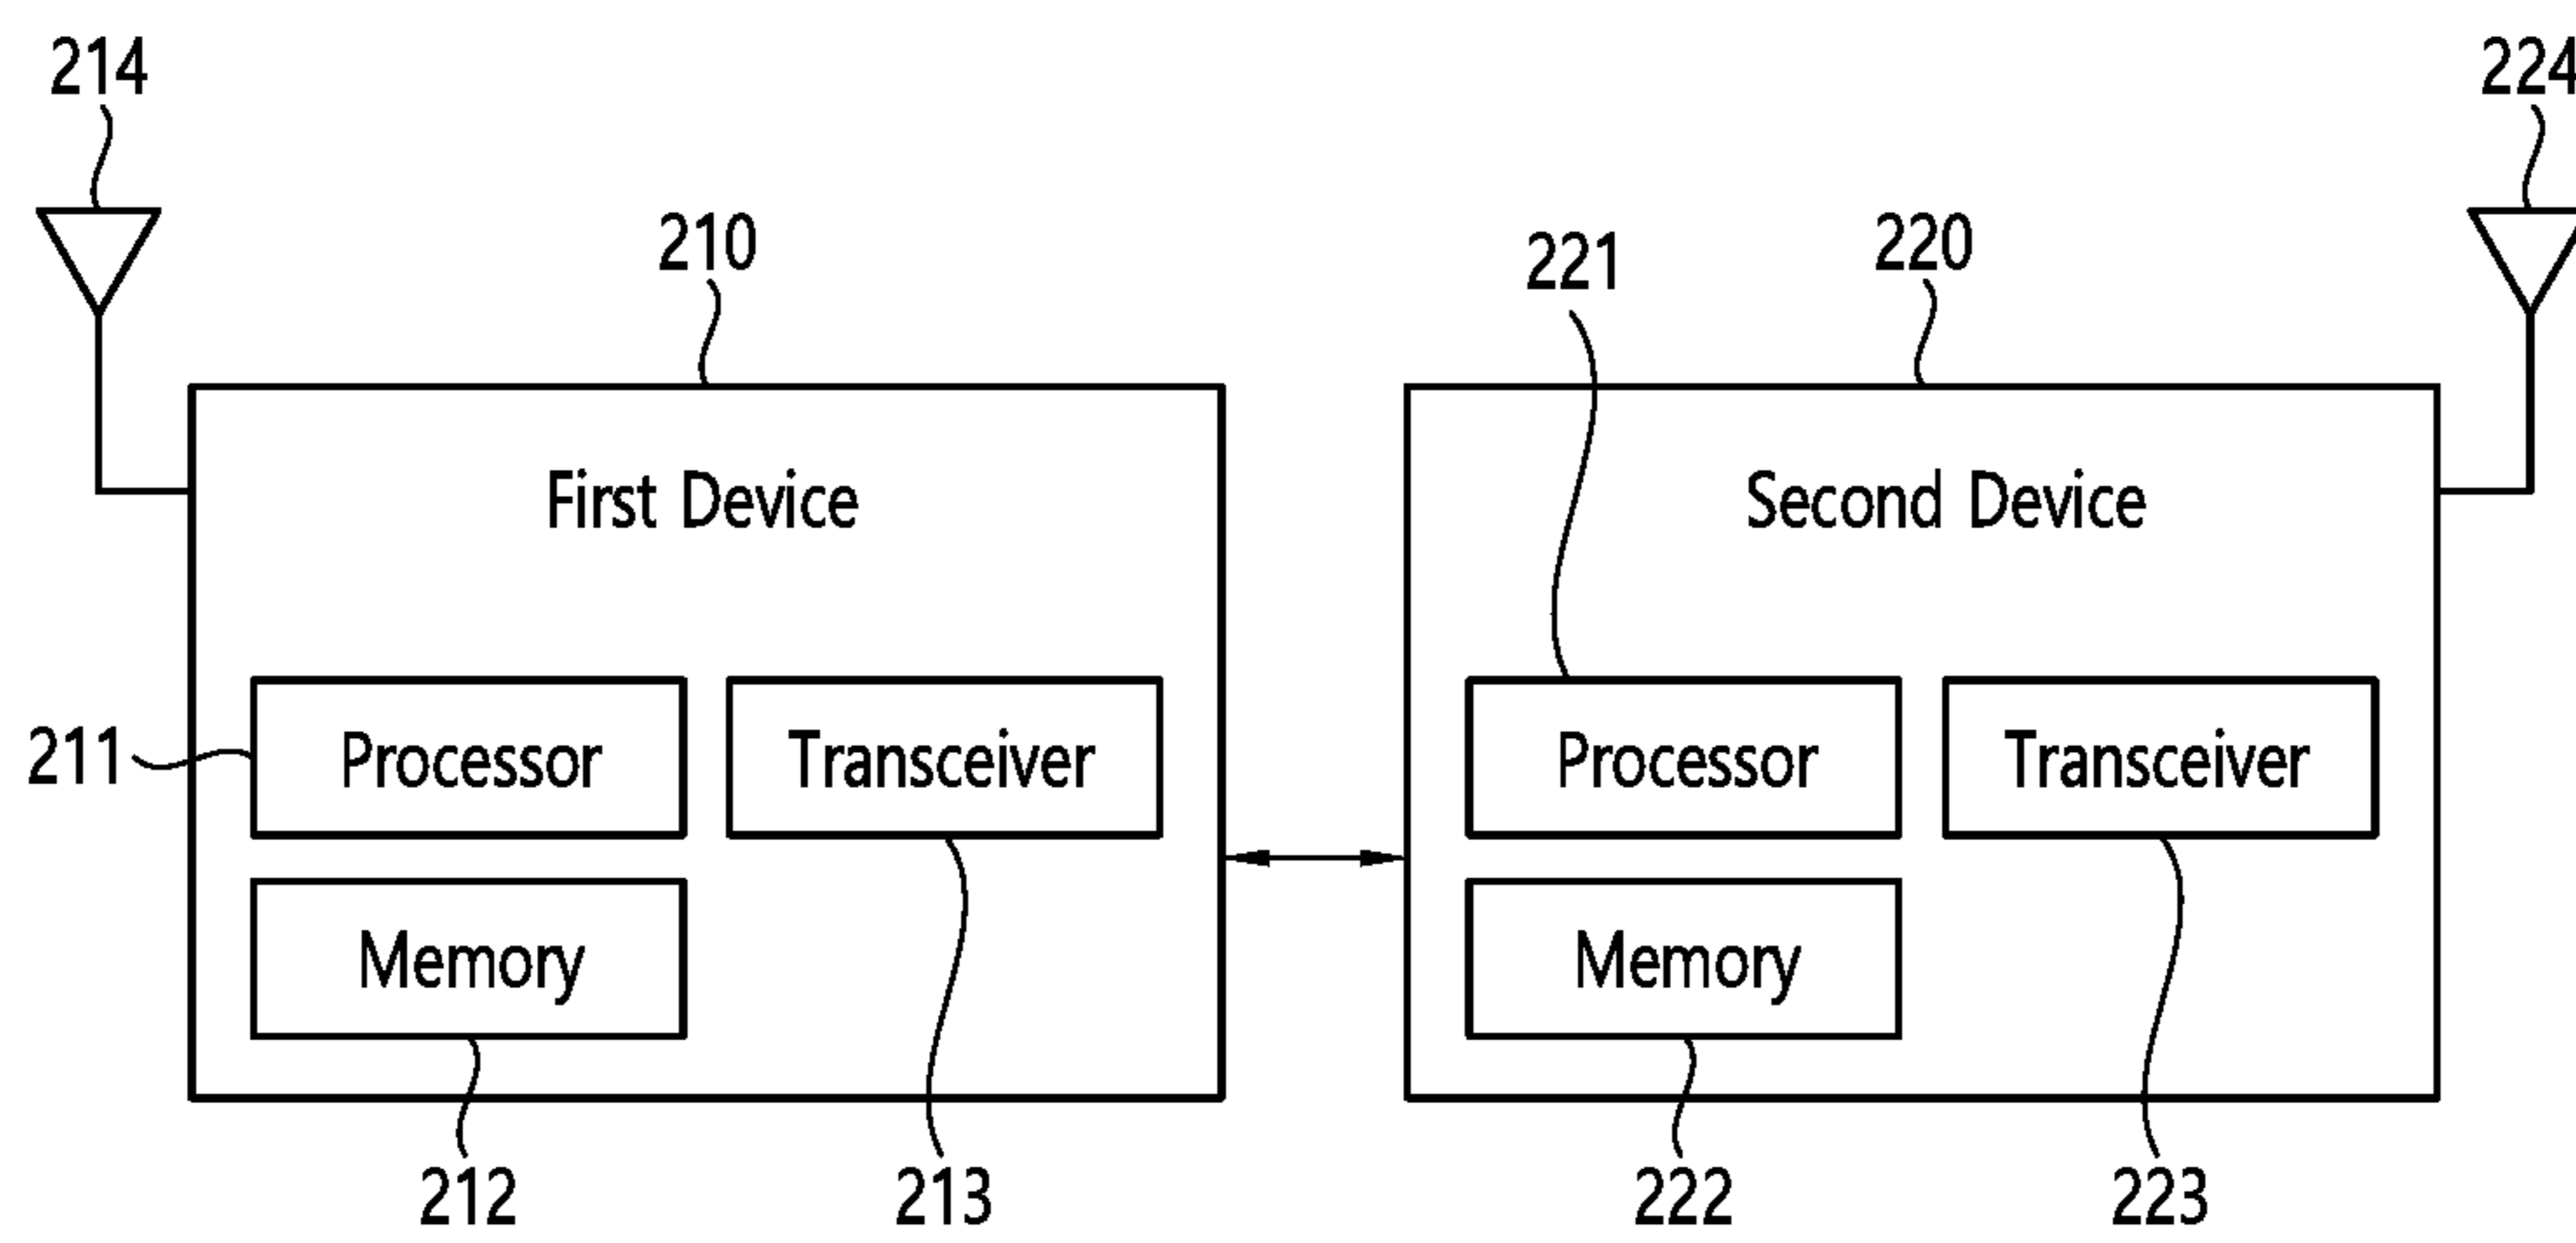 214
224
210
221
220
First Device
Second Device
211
Processor
Transceiver
Processor
Transceiver
Memory
Memory
212
213
222
223